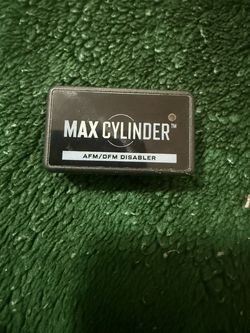 MAX CYLINDER™
AFM/DFM DISABLER